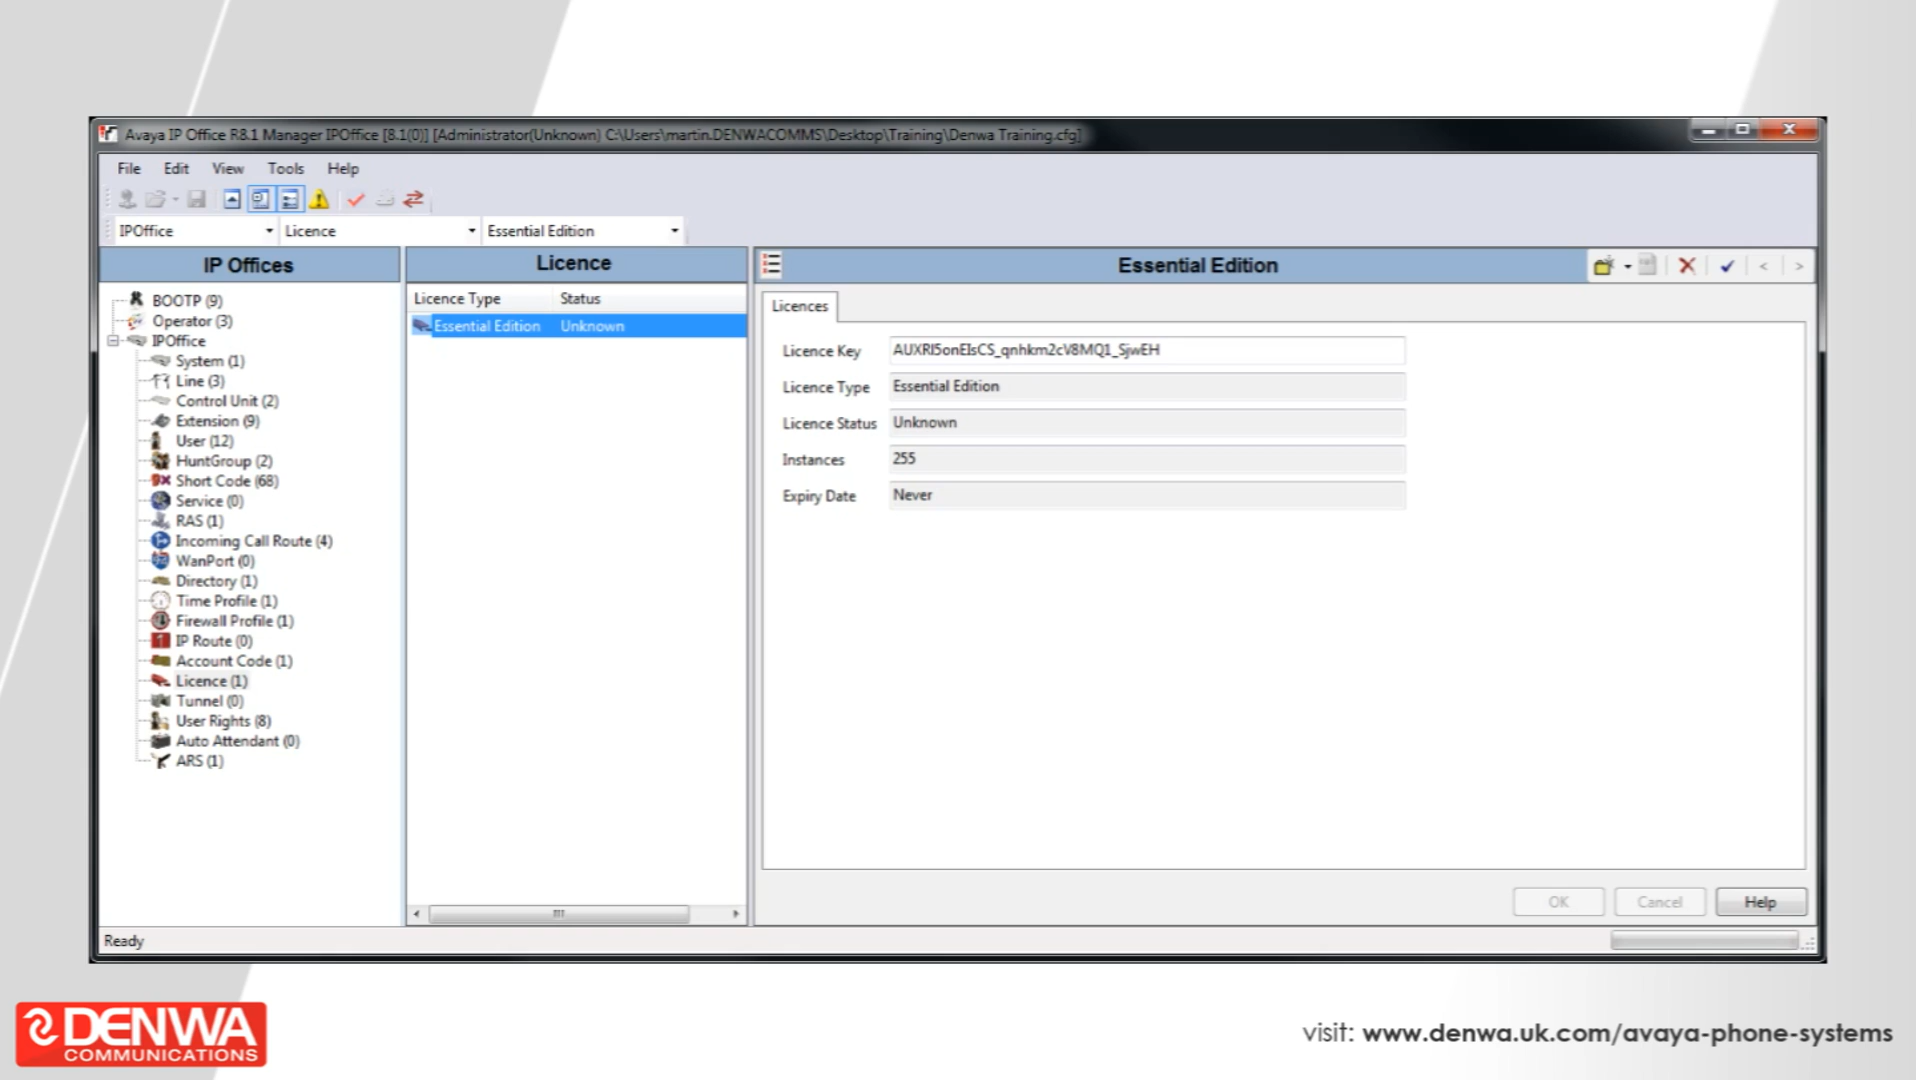 Avaya IP Office R8.1 Manager IPOffice [8.1(0)] [Administrator(Unknown) C:\Users\martin.DENWACOMMS\Desktop\Training\Denwa Training.cfg]
File Edit View Tools Help
IPOffice Licence Essential Edition
IP Offices
BOOTP (9)
Operator (3)
IPOffice
System (1)
Line (3)
Control Unit (2)
Extension (9)
User (12)
HuntGroup (2)
Short Code (68)
Service (0)
RAS (1)
Incoming Call Route (4)
WanPort (0)
Directory (1)
Time Profile (1)
Firewall Profile (1)
IP Route (0)
Account Code (1)
Licence (1)
Tunnel (0)
User Rights (8)
Auto Attendant (0)
ARS (1)
Licence
Licence Type Status
Essential Edition Unknown
Essential Edition
Licences
Licence Key AUXRI5onEIsCS_qnhkm2cV8MQ1_SjwEH
Licence Type Essential Edition
Licence Status Unknown
Instances 255
Expiry Date Never
OK Cancel Help
Ready
DENWA
COMMUNICATIONS
visit: www.denwa.uk.com/avaya-phone-systems